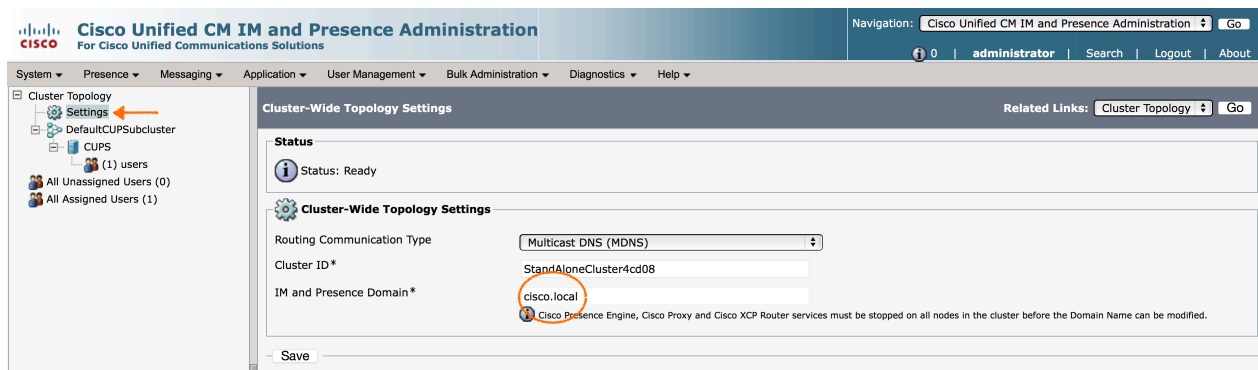 Cisco Unified CM IM and Presence Administration
For Cisco Unified Communications Solutions
CISCO
Navigation: Cisco Unified CM IM and Presence Administration Go
0 | administrator | Search | Logout | About
System Presence Messaging Application User Management Bulk Administration Diagnostics Help
Cluster Topology
Settings
DefaultCUPSubcluster
CUPS
(1) users
All Unassigned Users (0)
All Assigned Users (1)
Cluster-Wide Topology Settings
Related Links: Cluster Topology Go
Status
Status: Ready
Cluster-Wide Topology Settings
Routing Communication Type Multicast DNS (MDNS)
Cluster ID* StandAloneCluster4cd08
IM and Presence Domain* cisco.local
Cisco Presence Engine, Cisco Proxy and Cisco XCP Router services must be stopped on all nodes in the cluster before the Domain Name can be modified.
Save